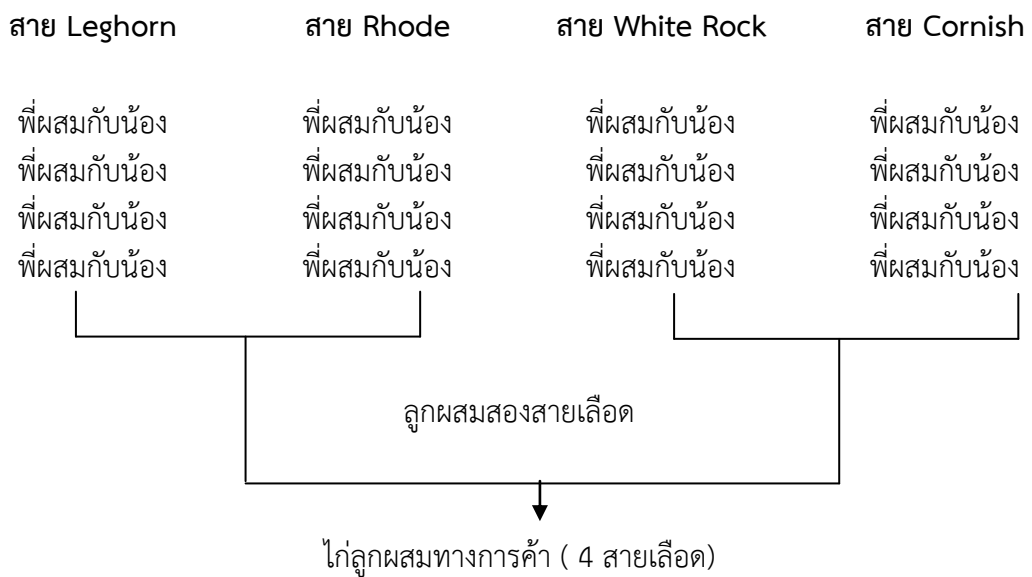 สาย Leghorn สาย Rhode สาย White Rock สาย Cornish
พี่ผสมกับน้อง พี่ผสมกับน้อง พี่ผสมกับน้อง พี่ผสมกับน้อง
พี่ผสมกับน้อง พี่ผสมกับน้อง พี่ผสมกับน้อง พี่ผสมกับน้อง
พี่ผสมกับน้อง พี่ผสมกับน้อง พี่ผสมกับน้อง พี่ผสมกับน้อง
พี่ผสมกับน้อง พี่ผสมกับน้อง พี่ผสมกับน้อง พี่ผสมกับน้อง
ลูกผสมสองสายเลือด
ไก่ลูกผสมทางการค้า ( 4 สายเลือด)